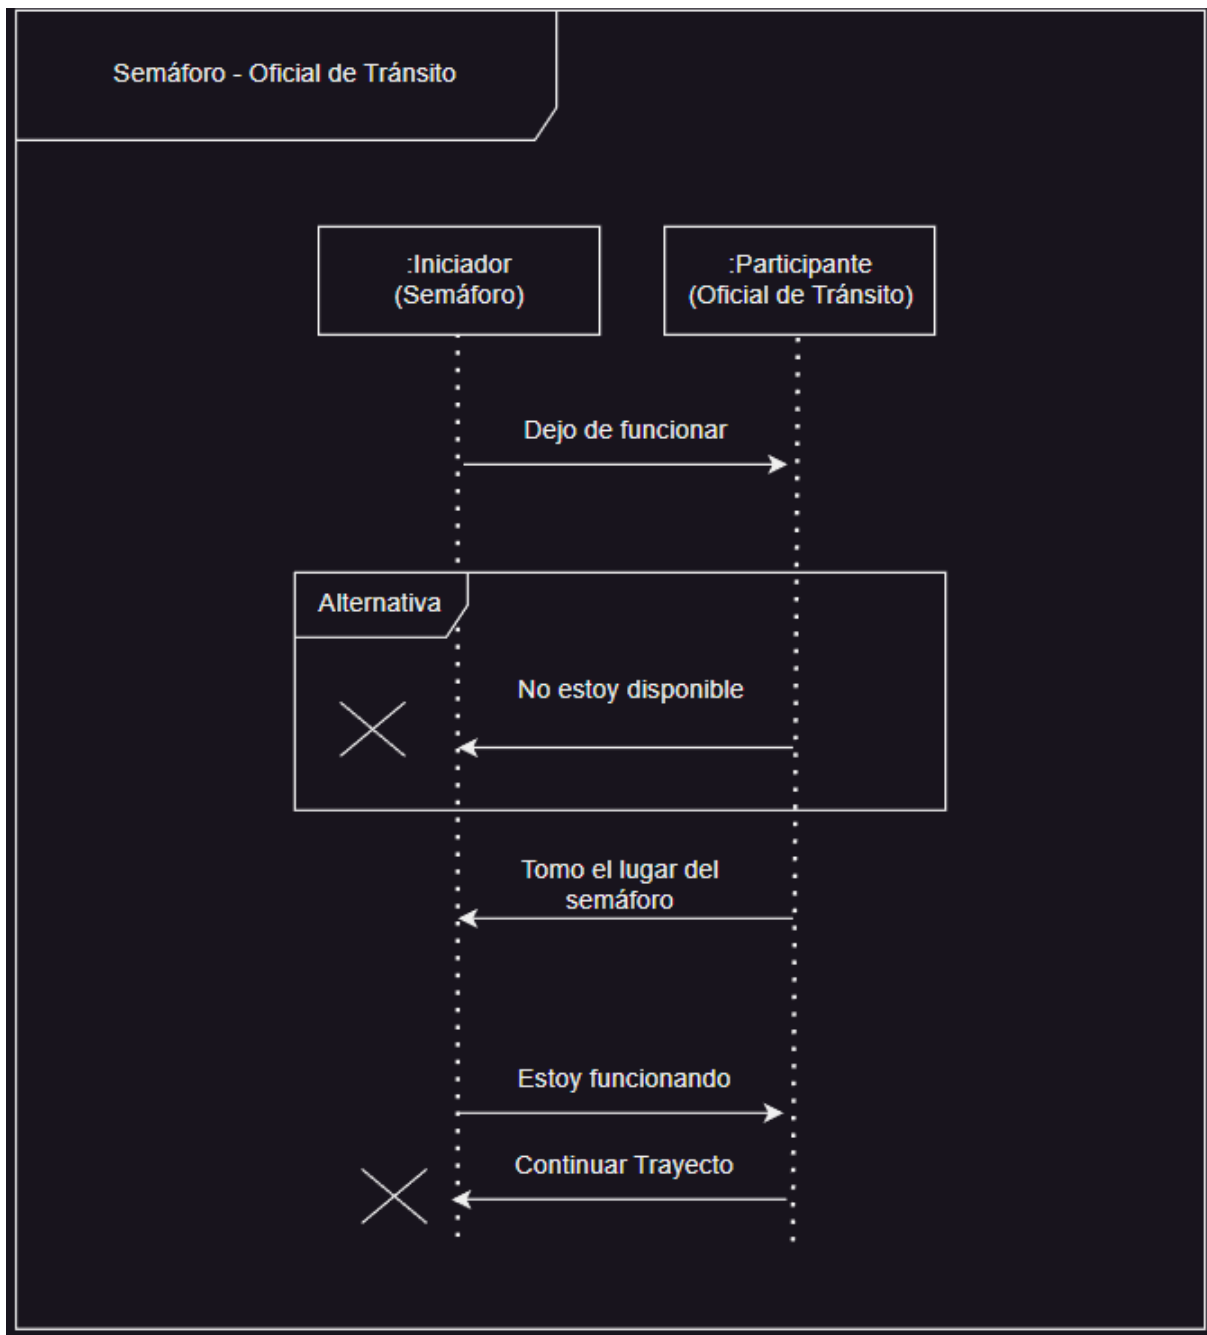 Semáforo - Oficial de Tránsito
:Iniciador
(Semáforo)
:Participante
(Oficial de Tránsito)
Dejo de funcionar
Alternativa
No estoy disponible
Tomo el lugar del
semáforo
Estoy funcionando
Continuar Trayecto